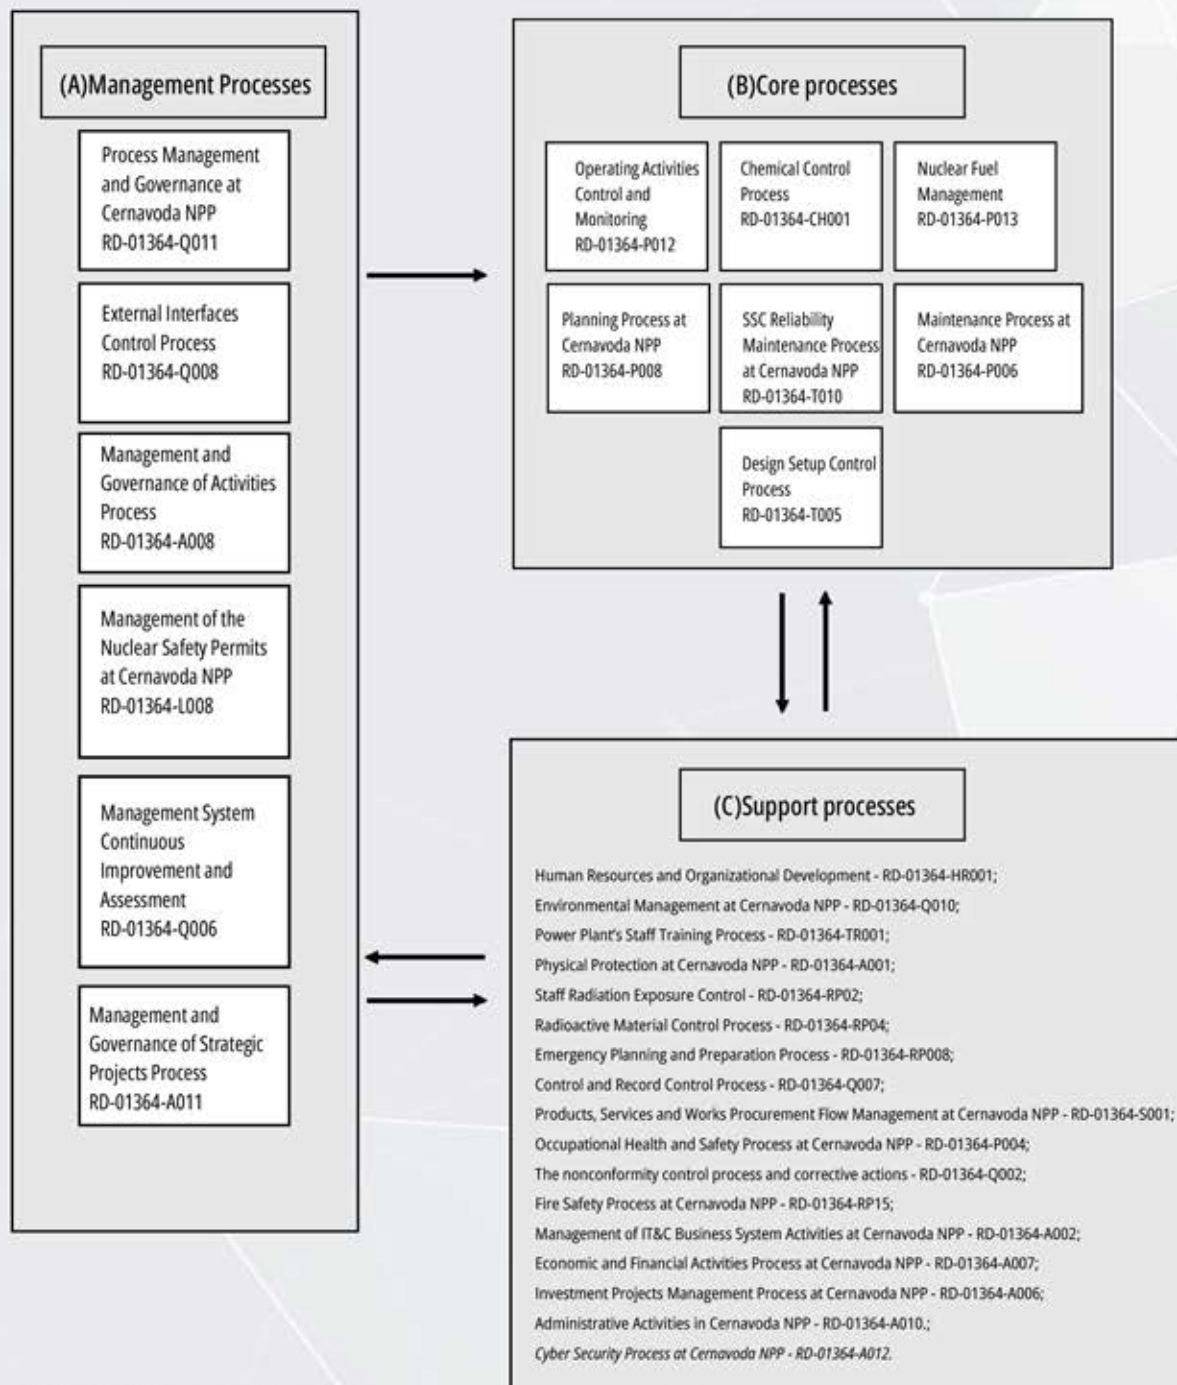 (A)Management Processes
Process Management
and Governance at
Cernavoda NPP
RD-01364-Q011
External Interfaces
Control Process
RD-01364-Q008
Management and
Governance of Activities
Process
RD-01364-A008
Management of the
Nuclear Safety Permits
at Cernavoda NPP
RD-01364-L008
Management System
Continuous
Improvement and
Assessment
RD-01364-Q006
Management and
Governance of Strategic
Projects Process
RD-01364-A011
(B)Core processes
Operating Activities
Control and
Monitoring
RD-01364-P012
Chemical Control
Process
RD-01364-CH001
Nuclear Fuel
Management
RD-01364-P013
Planning Process at
Cernavoda NPP
RD-01364-P008
SSC Reliability
Maintenance Process
at Cernavoda NPP
RD-01364-T010
Maintenance Process at
Cernavoda NPP
RD-01364-P006
Design Setup Control
Process
RD-01364-T005
(C)Support processes
Human Resources and Organizational Development - RD-01364-HR001;
Environmental Management at Cernavoda NPP - RD-01364-Q010;
Power Plant's Staff Training Process - RD-01364-TR001;
Physical Protection at Cernavoda NPP - RD-01364-A001;
Staff Radiation Exposure Control - RD-01364-RP02;
Radioactive Material Control Process - RD-01364-RP04;
Emergency Planning and Preparation Process - RD-01364-RP008;
Control and Record Control Process - RD-01364-Q007;
Products, Services and Works Procurement Flow Management at Cernavoda NPP - RD-01364-S001;
Occupational Health and Safety Process at Cernavoda NPP - RD-01364-P004;
The nonconformity control process and corrective actions - RD-01364-Q002;
Fire Safety Process at Cernavoda NPP - RD-01364-RP15;
Management of IT&C Business System Activities at Cernavoda NPP - RD-01364-A002;
Economic and Financial Activities Process at Cernavoda NPP - RD-01364-A007;
Investment Projects Management Process at Cernavoda NPP - RD-01364-A006;
Administrative Activities in Cernavoda NPP - RD-01364-A010.;
Cyber Security Process at Cernavoda NPP - RD-01364-A012.